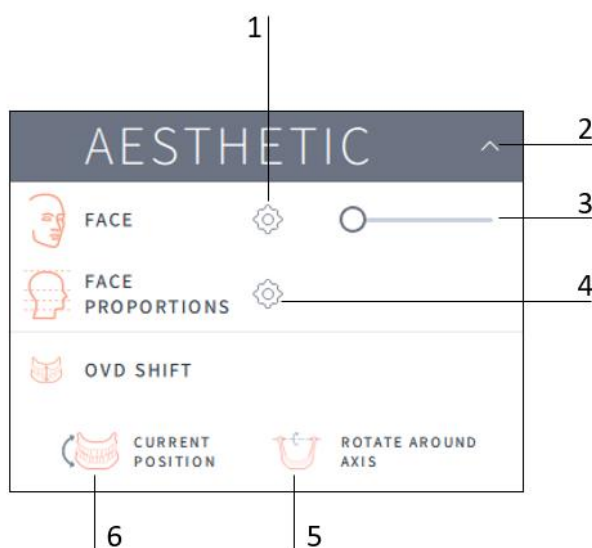 1
AESTHETIC
2
FACE
3
FACE
PROPORTIONS
4
OVD SHIFT
CURRENT
POSITION
ROTATE AROUND
AXIS
6
5